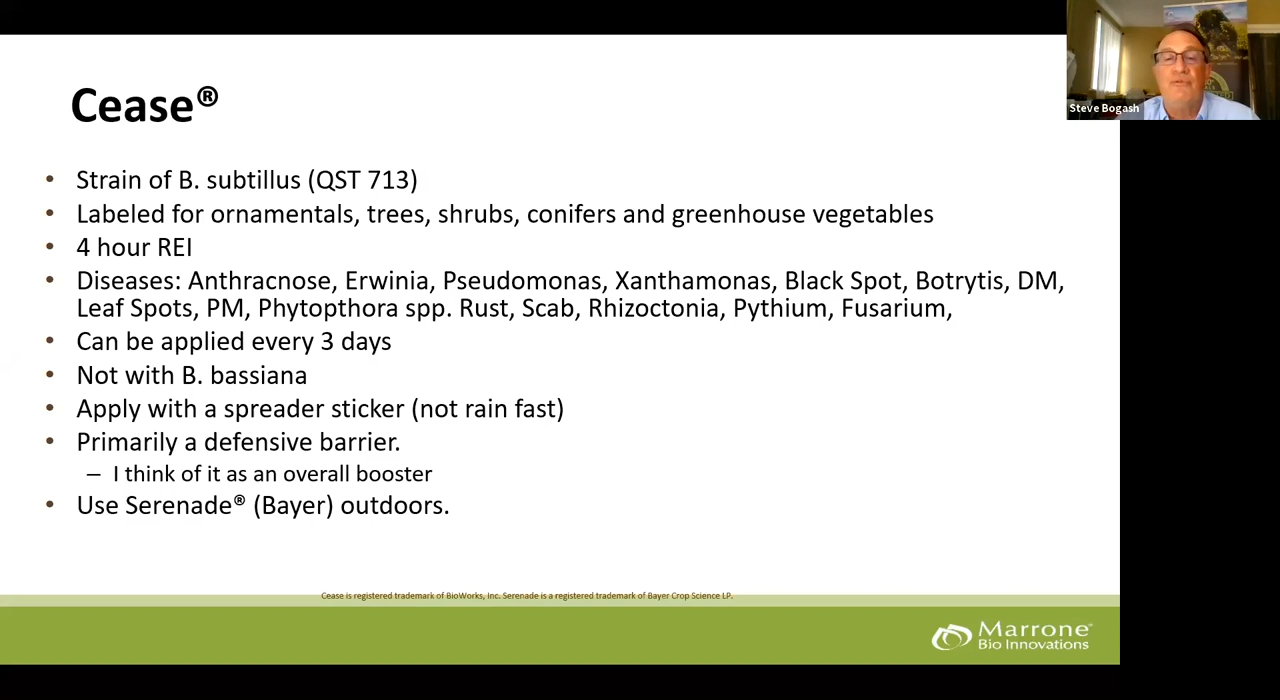 Cease®
Steve Bogash
• Strain of B. subtillus (QST 713)
• Labeled for ornamentals, trees, shrubs, conifers and greenhouse vegetables
• 4 hour REI
• Diseases: Anthracnose, Erwinia, Pseudomonas, Xanthamonas, Black Spot, Botrytis, DM,
Leaf Spots, PM, Phytopthora spp. Rust, Scab, Rhizoctonia, Pythium, Fusarium,
• Can be applied every 3 days
• Not with B. bassiana
• Apply with a spreader sticker (not rain fast)
• Primarily a defensive barrier.
– I think of it as an overall booster
• Use Serenade® (Bayer) outdoors.
Cease is registered trademark of BioWorks, Inc. Serenade is a registered trademark of Bayer Crop Science LP.
Marrone
Bio Innovations